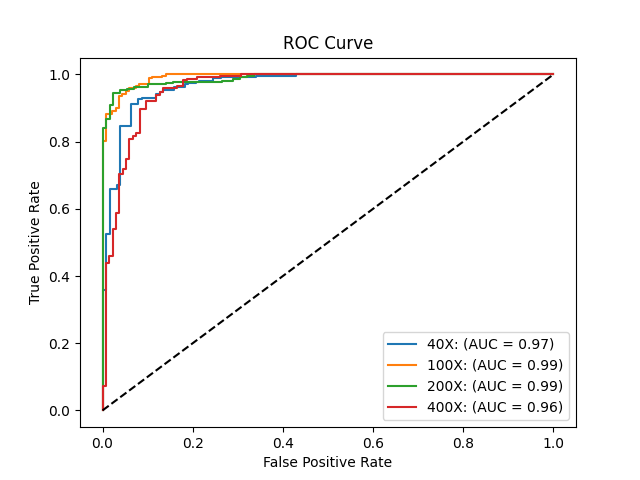 ROC Curve
True Positive Rate
1.0
0.8
0.6
0.4
0.2
0.0
0.0 0.2 0.4 0.6 0.8 1.0
False Positive Rate
40X: (AUC = 0.97)
100X: (AUC = 0.99)
200X: (AUC = 0.99)
400X: (AUC = 0.96)